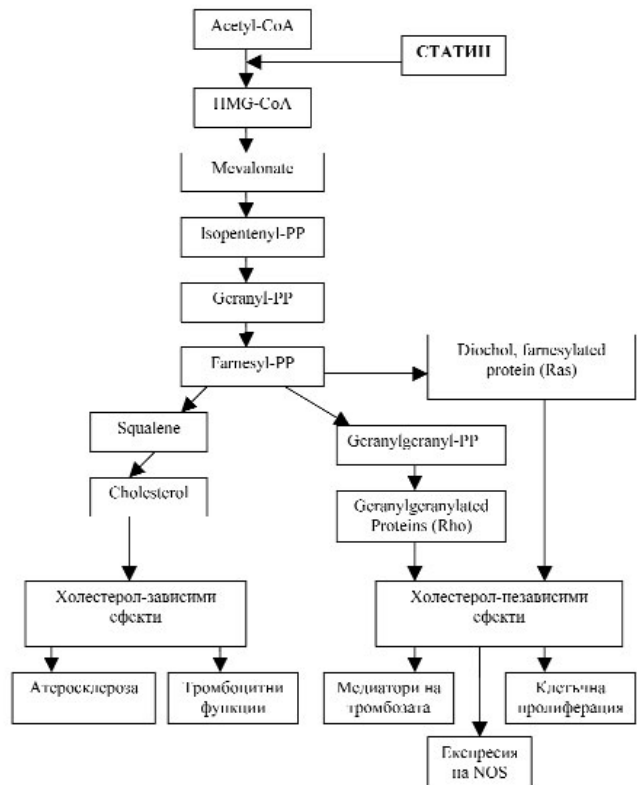 Acetyl-CoA
СТАТИН
HMG-CoA
Mevalonate
Isopentenyl-PP
Geranyl-PP
Farnesyl-PP
Diochol, farnesylated
protein (Ras)
Squalene
Geranylgeranyl-PP
Cholesterol
Geranylgeranylated
Proteins (Rho)
Холестерол-зависими
ефекти
Холестерол-независими
ефекти
Атеросклероза
Тромбоцитни
функции
Медиатори на
тромбозата
Клетъчна
пролиферация
Експресия
на NOS